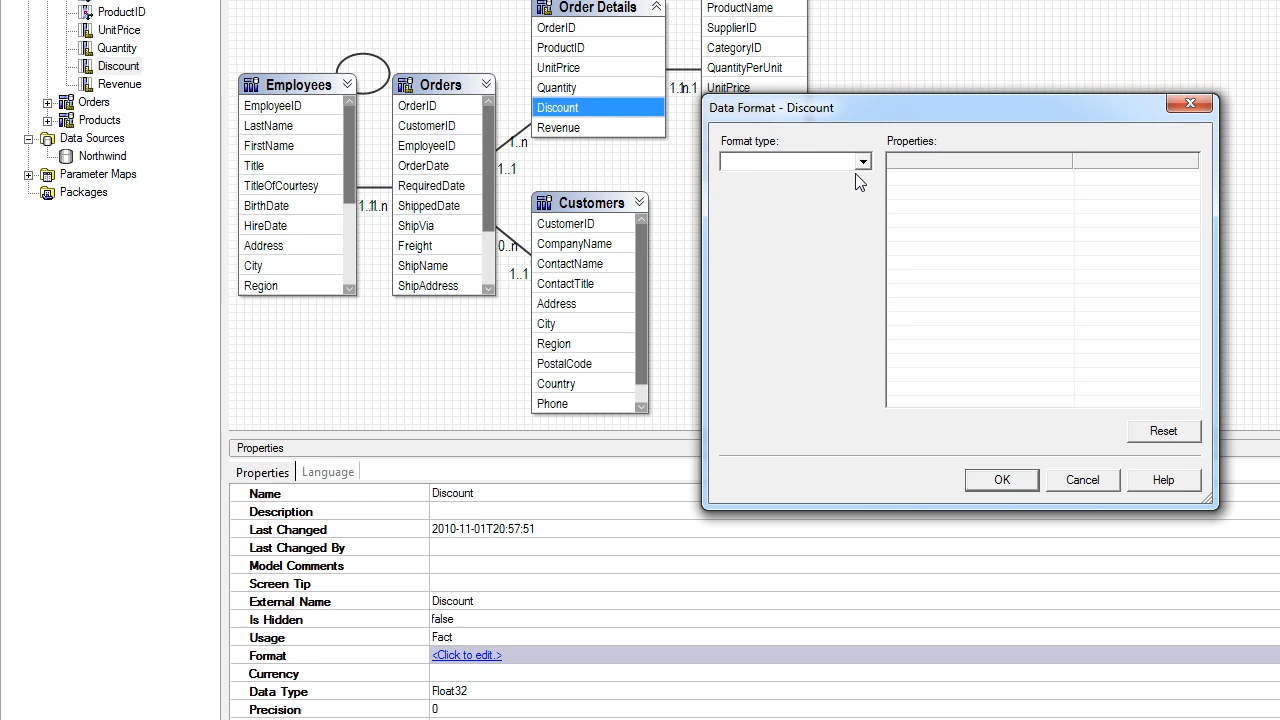 ProductID
UnitPrice
Quantity
Discount
Revenue
Orders
Products
Data Sources
Northwind
Parameter Maps
Packages
Employees
EmployeeID
LastName
FirstName
Title
TitleOfCourtesy
BirthDate
HireDate
Address
City
Region
1..1
1..n
Orders
OrderID
CustomerID
EmployeeID
OrderDate
RequiredDate
ShippedDate
ShipVia
Freight
ShipName
ShipAddress
1..n
1..1
0..n
1..1
Order Details
OrderID
ProductID
UnitPrice
Quantity
Discount
Revenue
Customers
CustomerID
CompanyName
ContactName
ContactTitle
Address
City
Region
PostalCode
Country
Phone
ProductName
SupplierID
CategoryID
QuantityPerUnit
UnitPrice
Data Format - Discount
Format type:
Properties:
Reset
OK
Cancel
Help
Properties
Properties
Language
Name Discount
Description
Last Changed 2010-11-01T20:57:51
Last Changed By
Model Comments
Screen Tip
External Name Discount
Is Hidden false
Usage Fact
Format <Click to edit.>
Currency
Data Type Float32
Precision 0